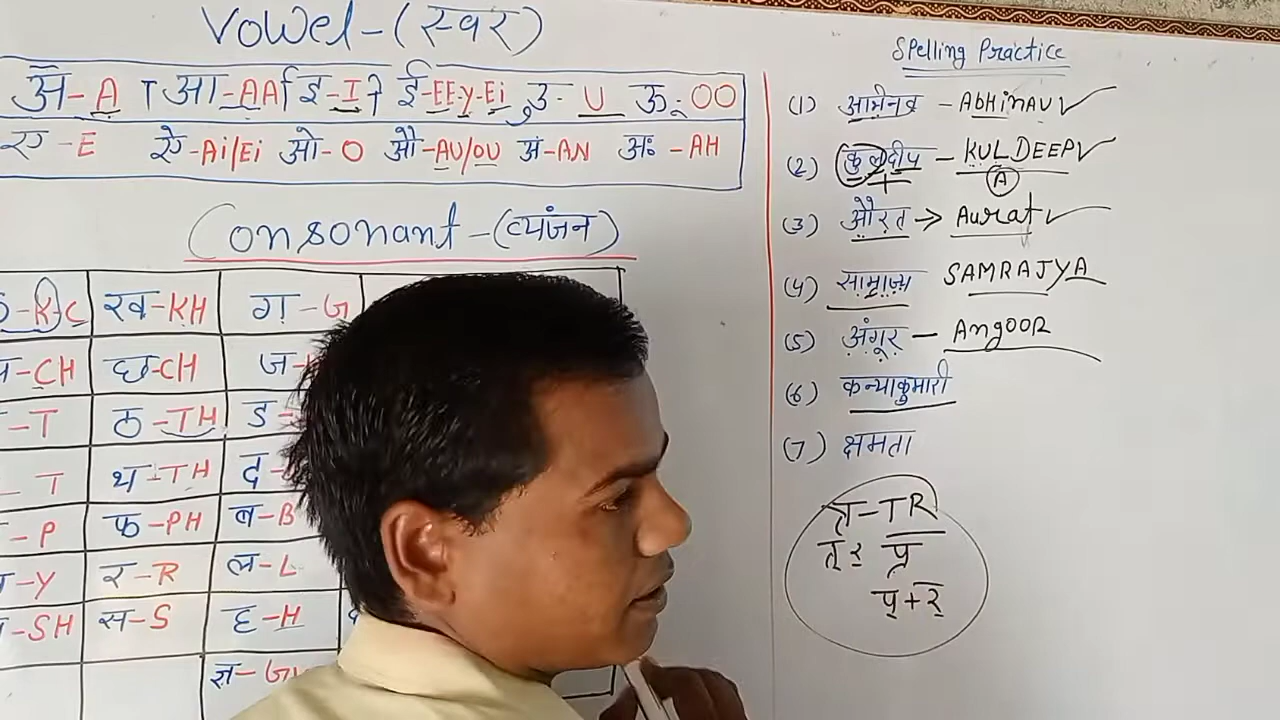 Vowel-(स्वर)
अ-A ा आ-AA ि इ-I ी ई-EE-y-Ei ु उ-U ऊ-OO
ए-E ऐ-Ai/Ei ओ-O औ-AU/OU अं-AN अः-AH
Consonant-(व्यंजन)
-K-C ख-KH ग-G
-CH छ-CH ज-
-T ठ-TH ड-
-T थ-TH द-
-P फ-PH ब-B
-Y र-R ल-L
-SH स-S ह-H
ज्ञ-
Spelling Practice
(1) अभिनव - AbHinAV
(2) कुलदीप - KULDEEP
+ A
(3) औरत → Aurat
(4) साम्राज्य SAMRAJYA
(5) अंगूर - AngooR
(6) कन्याकुमारी
(7) क्षमता
त्र-TR
त् र प्र
प्+र